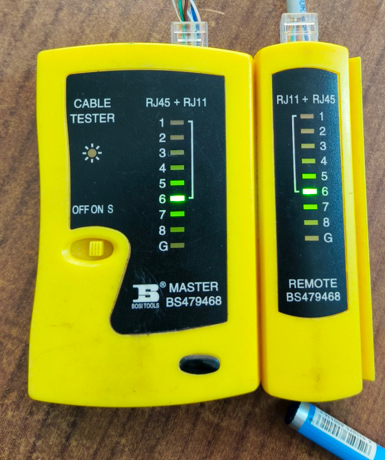 CABLE
TESTER
RJ45 + RJ11
1
2
3
4
5
6
7
8
G
OFF ON S
B ®
BOSI TOOLS
MASTER
BS479468
RJ11 + RJ45
1
2
3
4
5
6
7
8
G
REMOTE
BS479468